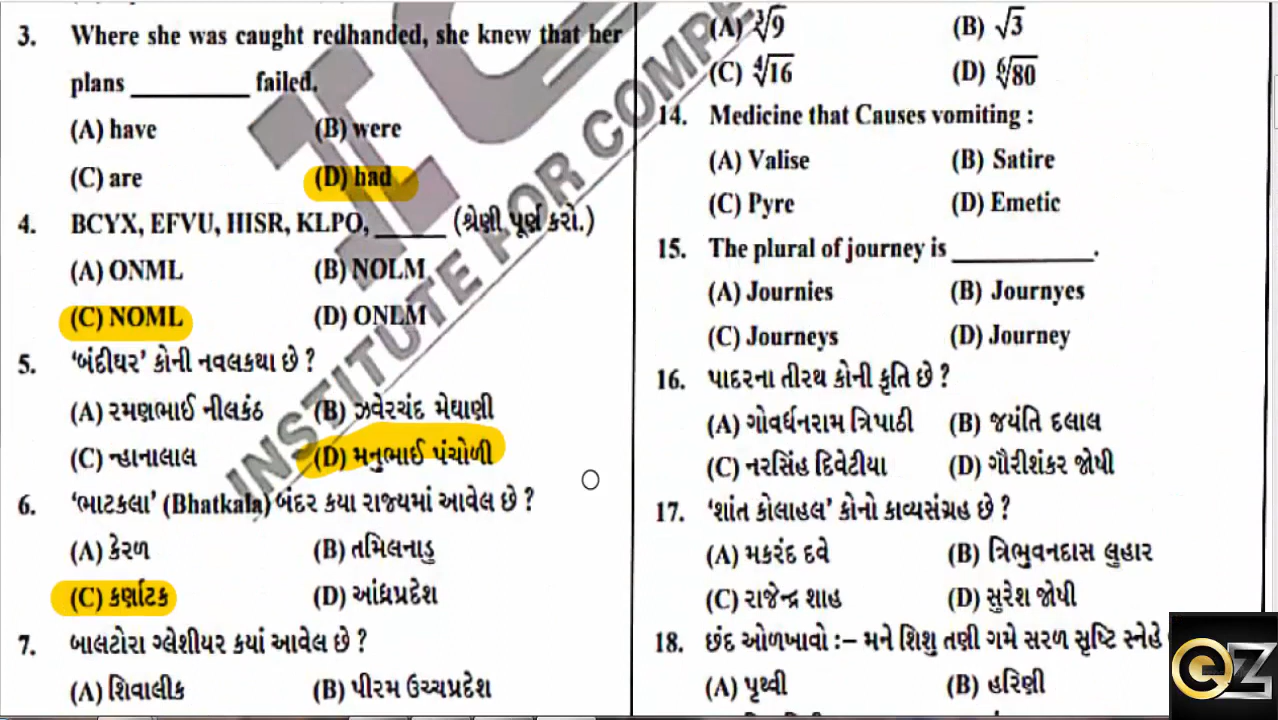 3. Where she was caught redhanded, she knew that her
plans ________ failed.
(A) have (B) were
(C) are (D) had
4. BCYX, EFVU, HISR, KLPO, _____ (શ્રેણી પૂર્ણ કરો.)
(A) ONML (B) NOLM
(C) NOML (D) ONLM
5. ‘બંદીઘર’ કોની નવલકથા છે ?
(A) રમણભાઈ નીલકંઠ (B) ઝવેરચંદ મેઘાણી
(C) ન્હાનાલાલ (D) મનુભાઈ પંચોળી
6. ‘ભાટકલા’ (Bhatkala) બંદર કયા રાજ્યમાં આવેલ છે ?
(A) કેરળ (B) તમિલનાડુ
(C) કર્ણાટક (D) આંધ્રપ્રદેશ
7. બાલટોરા ગ્લેશીયર કયાં આવેલ છે ?
(A) શિવાલીક (B) પીરમ ઉચ્ચપ્રદેશ
(A) ∛9 (B) √3
(C) ∜16 (D) ⁶√80
14. Medicine that Causes vomiting :
(A) Valise (B) Satire
(C) Pyre (D) Emetic
15. The plural of journey is __________.
(A) Journies (B) Journyes
(C) Journeys (D) Journey
16. પાદરના તીરથ કોની કૃતિ છે ?
(A) ગોવર્ધનરામ ત્રિપાઠી (B) જયંતિ દલાલ
(C) નરસિંહ દિવેટીયા (D) ગૌરીશંકર જોષી
17. ‘શાંત કોલાહલ’ કોનો કાવ્યસંગ્રહ છે ?
(A) મકરંદ દવે (B) ત્રિભુવનદાસ લુહાર
(C) રાજેન્દ્ર શાહ (D) સુરેશ જોષી
18. છંદ ઓળખાવો :– મને શિશુ તણી ગમે સરળ સૃષ્ટિ સ્નેહે
(A) પૃથ્વી (B) હરિણી
INSTITUTE FOR COMPE
eZ